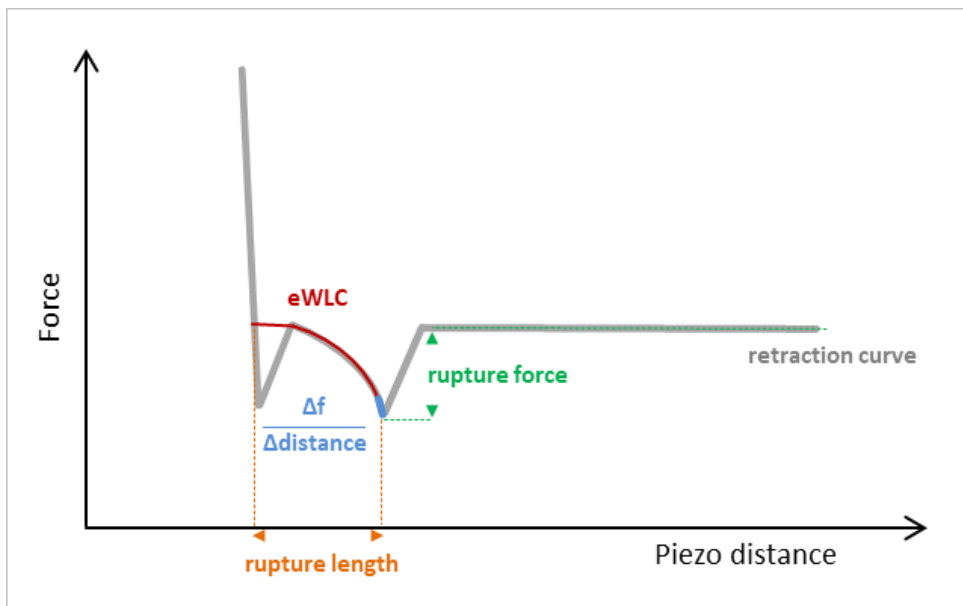 Force
eWLC
retraction curve
rupture force
Δf
Δdistance
rupture length
Piezo distance